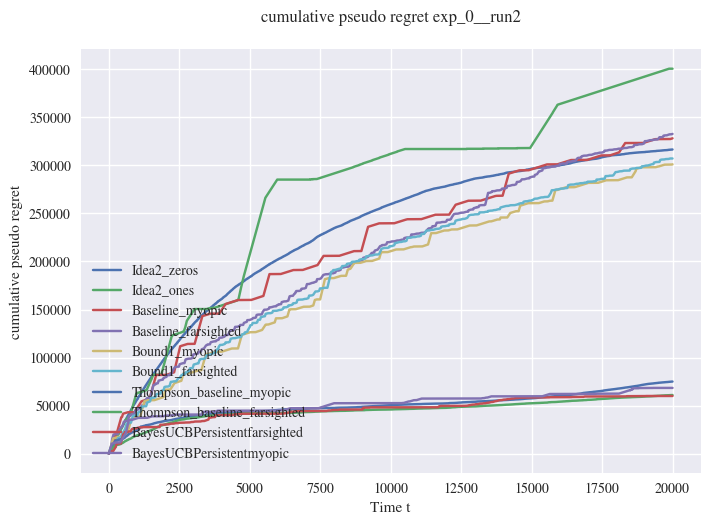 cumulative pseudo regret exp_0__run2
400000
350000
300000
250000
200000
150000
100000
50000
0
cumulative pseudo regret
Idea2_zeros
Idea2_ones
Baseline_myopic
Baseline_farsighted
Bound1_myopic
Bound1_farsighted
Thompson_baseline_myopic
Thompson_baseline_farsighted
BayesUCBPersistentfarsighted
BayesUCBPersistentmyopic
0 2500 5000 7500 10000 12500 15000 17500 20000
Time t